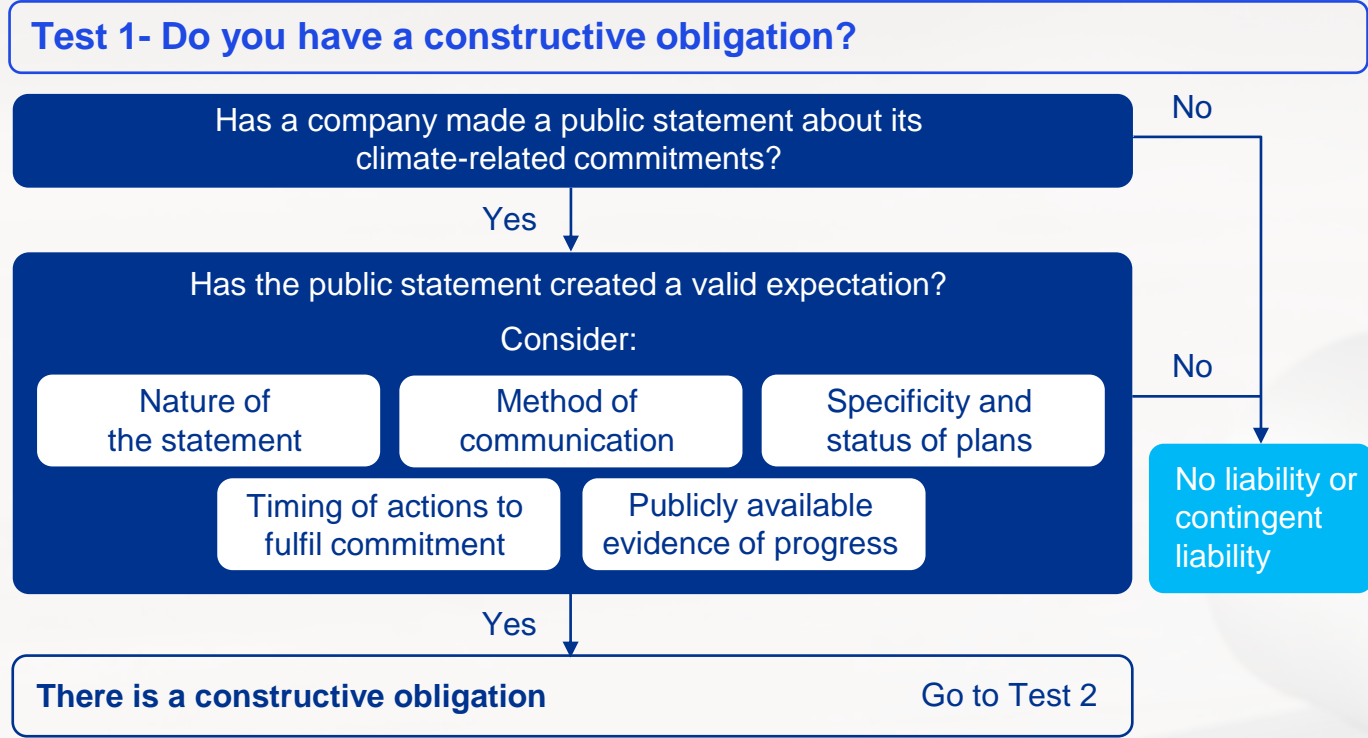 Test 1- Do you have a constructive obligation?
Has a company made a public statement about its
climate-related commitments?
No
Yes
Has the public statement created a valid expectation?
Consider:
Nature of
the statement
Method of
communication
Specificity and
status of plans
Timing of actions to
fulfil commitment
Publicly available
evidence of progress
No
No liability or
contingent
liability
Yes
There is a constructive obligation
Go to Test 2